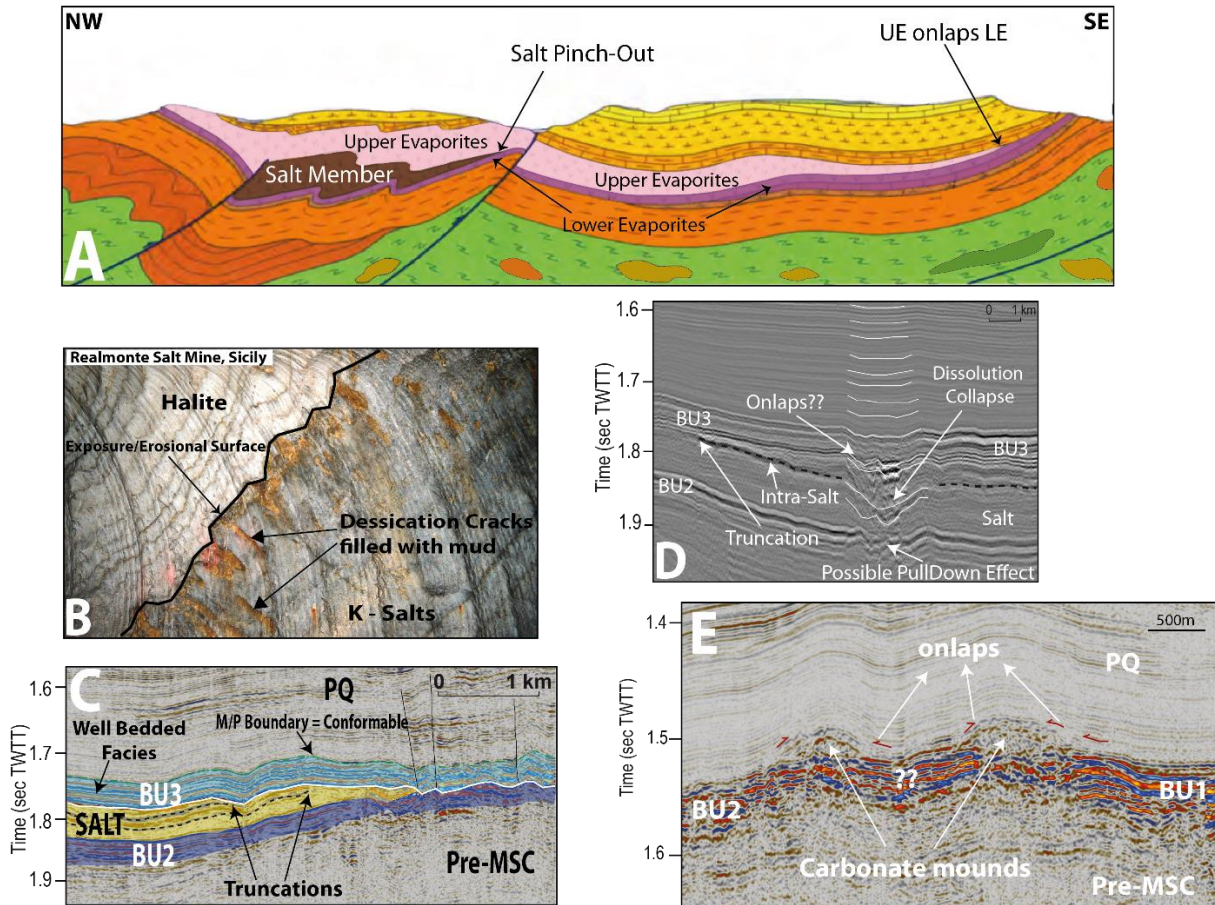 NW
SE
Salt Pinch-Out
UE onlaps LE
Upper Evaporites
Salt Member
Upper Evaporites
Lower Evaporites
A
Realmonte Salt Mine, Sicily
Halite
Exposure/Erosional Surface
Dessication Cracks
filled with mud
K - Salts
B
1.6
1.7
1.8
1.9
Time (sec TWTT)
0 1 km
Dissolution
Collapse
Onlaps??
BU3
BU3
BU2
Intra-Salt
Salt
Truncation
Possible PullDown Effect
D
C
1.6
1.7
1.8
1.9
Time (sec TWTT)
PQ
0 1 km
Well Bedded
Facies
M/P Boundary = Conformable
BU3
SALT
BU2
Pre-MSC
Truncations
E
1.4
1.5
1.6
Time (sec TWTT)
500m
onlaps
PQ
??
BU2
BU1
Carbonate mounds
Pre-MSC